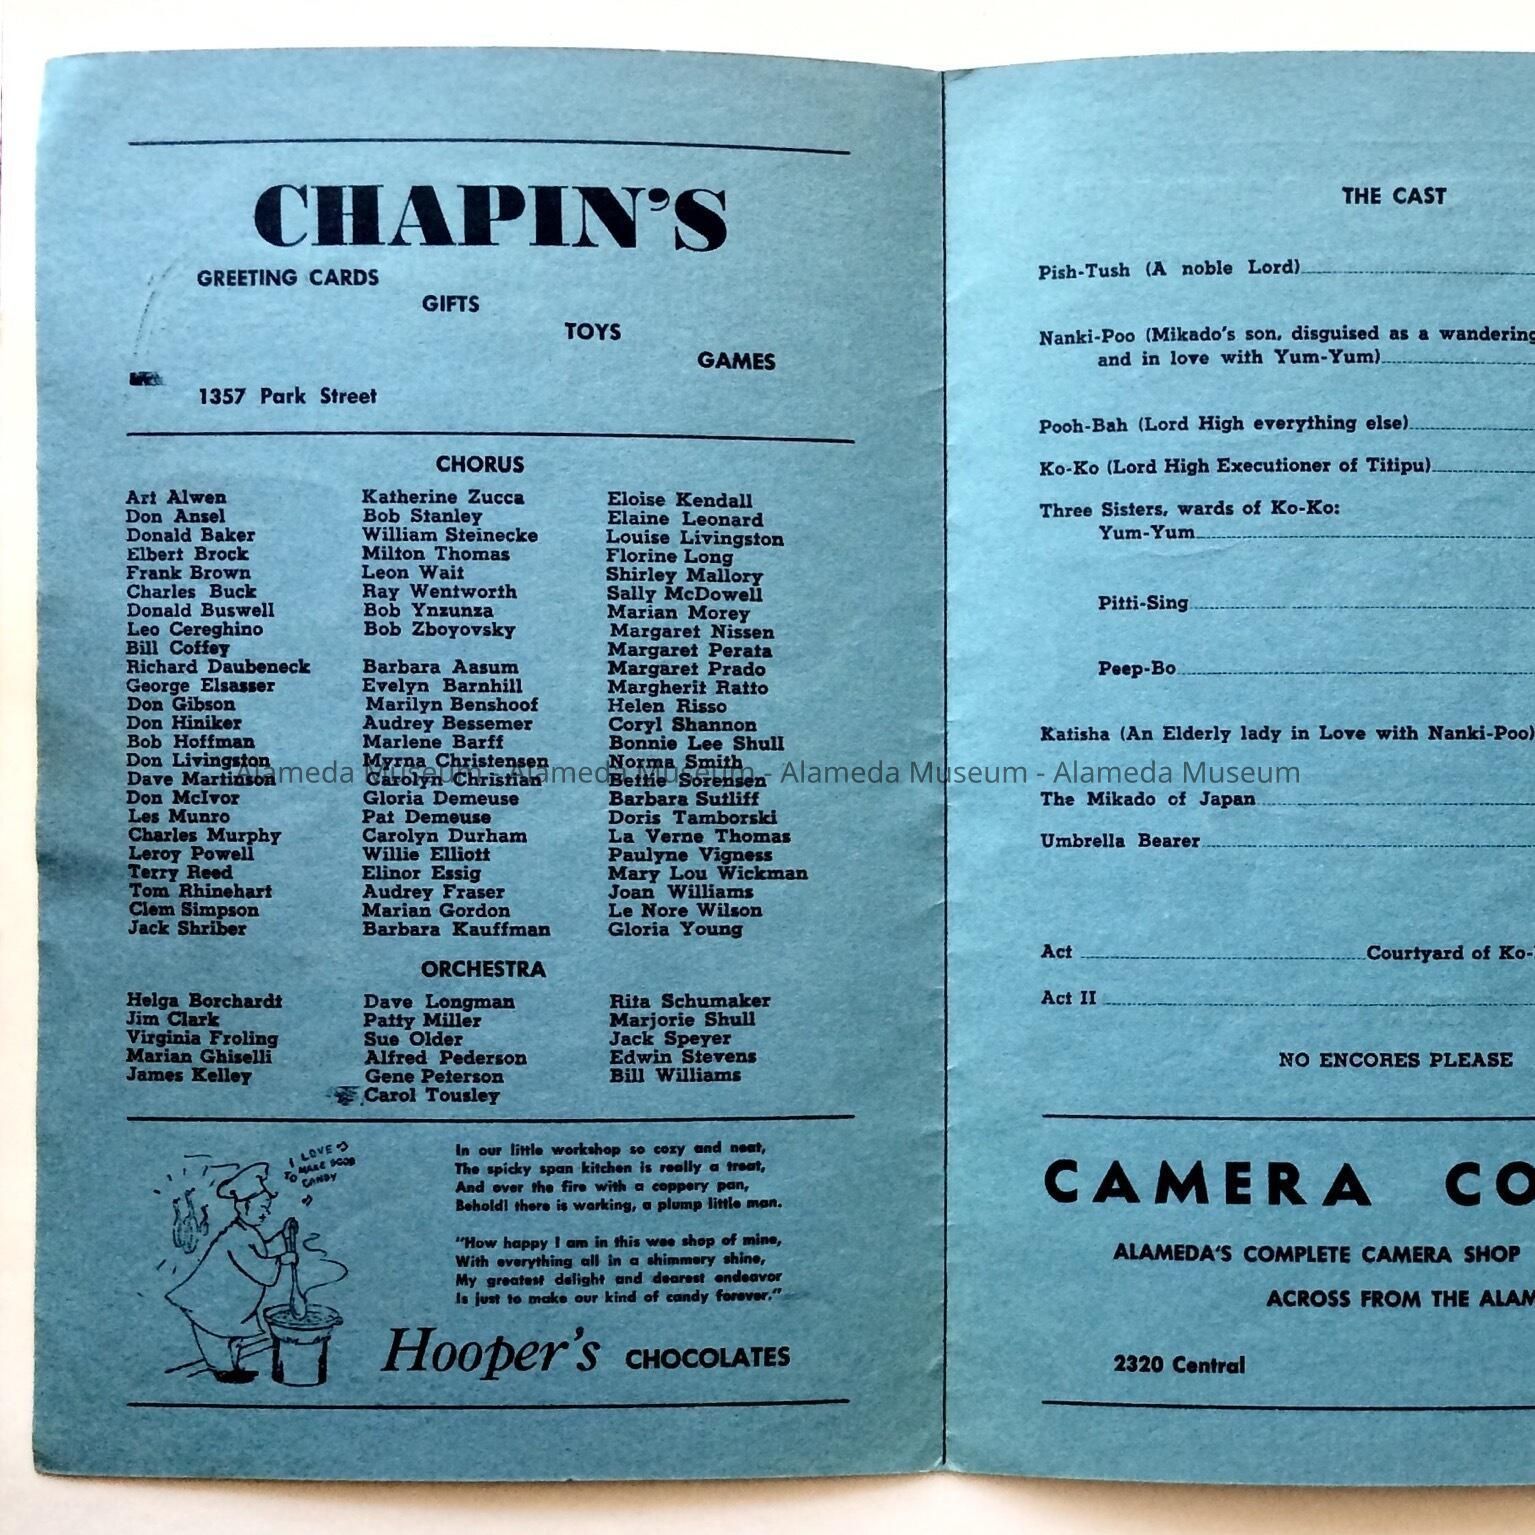 CHAPIN'S
GREETING CARDS
GIFTS
TOYS
GAMES
1357 Park Street
CHORUS
Art Alwen
Don Ansel
Donald Baker
Elbert Brock
Frank Brown
Charles Buck
Donald Buswell
Leo Cereghino
Bill Coffey
Richard Daubeneck
George Elsasser
Don Gibson
Don Hiniker
Bob Hoffman
Don Livingston
Dave Martinson
Don McIvor
Les Munro
Charles Murphy
Leroy Powell
Terry Reed
Tom Rhinehart
Clem Simpson
Jack Shriber
Katherine Zucca
Bob Stanley
William Steinecke
Milton Thomas
Leon Wait
Ray Wentworth
Bob Ynzunza
Bob Zboyovsky
Barbara Aasum
Evelyn Barnhill
Marilyn Benshoof
Audrey Bessemer
Marlene Barff
Myrna Christensen
Carolyn Christian
Gloria Demeuse
Pat Demeuse
Carolyn Durham
Willie Elliott
Elinor Essig
Audrey Fraser
Marian Gordon
Barbara Kauffman
Eloise Kendall
Elaine Leonard
Louise Livingston
Florine Long
Shirley Mallory
Sally McDowell
Marian Morey
Margaret Nissen
Margaret Perata
Margaret Prado
Margherit Ratto
Helen Risso
Coryl Shannon
Bonnie Lee Shull
Norma Smith
Bettie Sorensen
Barbara Sutliff
Doris Tamborski
La Verne Thomas
Paulyne Vigness
Mary Lou Wickman
Joan Williams
Le Nore Wilson
Gloria Young
Alameda Museum - Alameda Museum - Alameda Museum - Alameda Museum
ORCHESTRA
Helga Borchardt
Jim Clark
Virginia Froling
Marian Ghiselli
James Kelley
Dave Longman
Patty Miller
Sue Older
Alfred Pederson
Gene Peterson
Carol Tousley
Rita Schumaker
Marjorie Shull
Jack Speyer
Edwin Stevens
Bill Williams
I LOVE
TO MAKE GOOD
CANDY
In our little workshop so cozy and neat,
The spicky span kitchen is really a treat,
And over the fire with a coppery pan,
Behold! there is working, a plump little man.
"How happy I am in this wee shop of mine,
With everything all in a shimmery shine,
My greatest delight and dearest endeavor
Is just to make our kind of candy forever."
Hooper's CHOCOLATES
THE CAST
Pish-Tush (A noble Lord)
Nanki-Poo (Mikado's son, disguised as a wandering
and in love with Yum-Yum)
Pooh-Bah (Lord High everything else)
Ko-Ko (Lord High Executioner of Titipu)
Three Sisters, wards of Ko-Ko:
Yum-Yum
Pitti-Sing
Peep-Bo
Katisha (An Elderly lady in Love with Nanki-Poo)
The Mikado of Japan
Umbrella Bearer
Act Courtyard of Ko-
Act II
NO ENCORES PLEASE
CAMERA CO
ALAMEDA'S COMPLETE CAMERA SHOP
ACROSS FROM THE ALAM
2320 Central